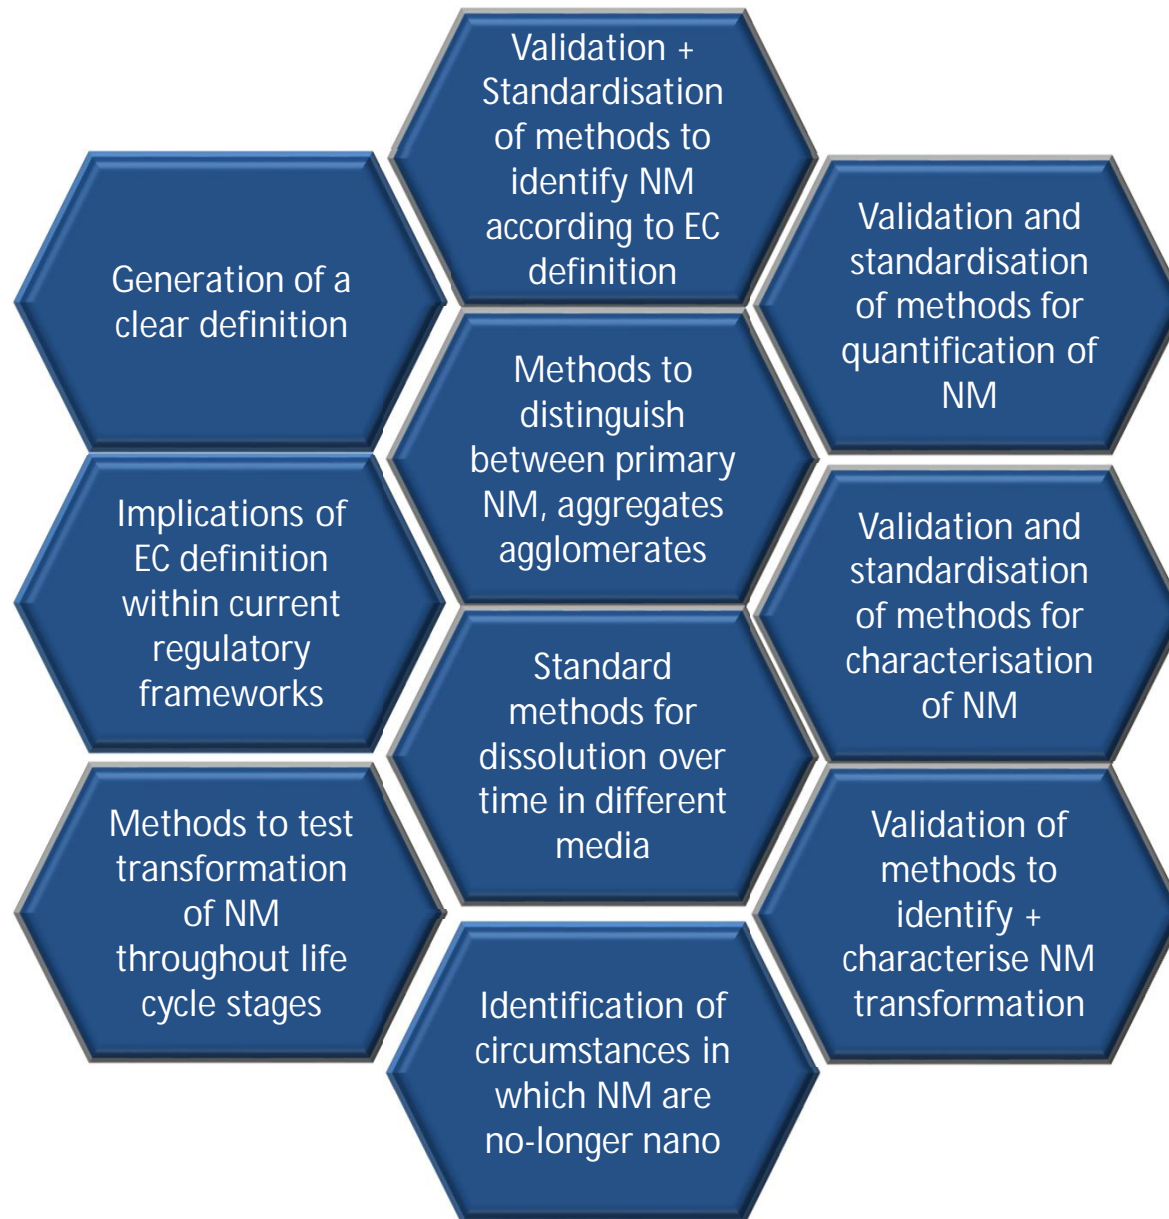 Generation of a
clear definition
Implications of
EC definition
within current
regulatory
frameworks
Methods to test
transformation
of NM
throughout life
cycle stages
Validation +
Standardisation
of methods to
identify NM
according to EC
definition
Methods to
distinguish
between primary
NM, aggregates
agglomerates
Standard
methods for
dissolution over
time in different
media
Identification of
circumstances in
which NM are
no-longer nano
Validation and
standardisation
of methods for
quantification of
NM
Validation and
standardisation
of methods for
characterisation
of NM
Validation of
methods to
identify +
characterise NM
transformation